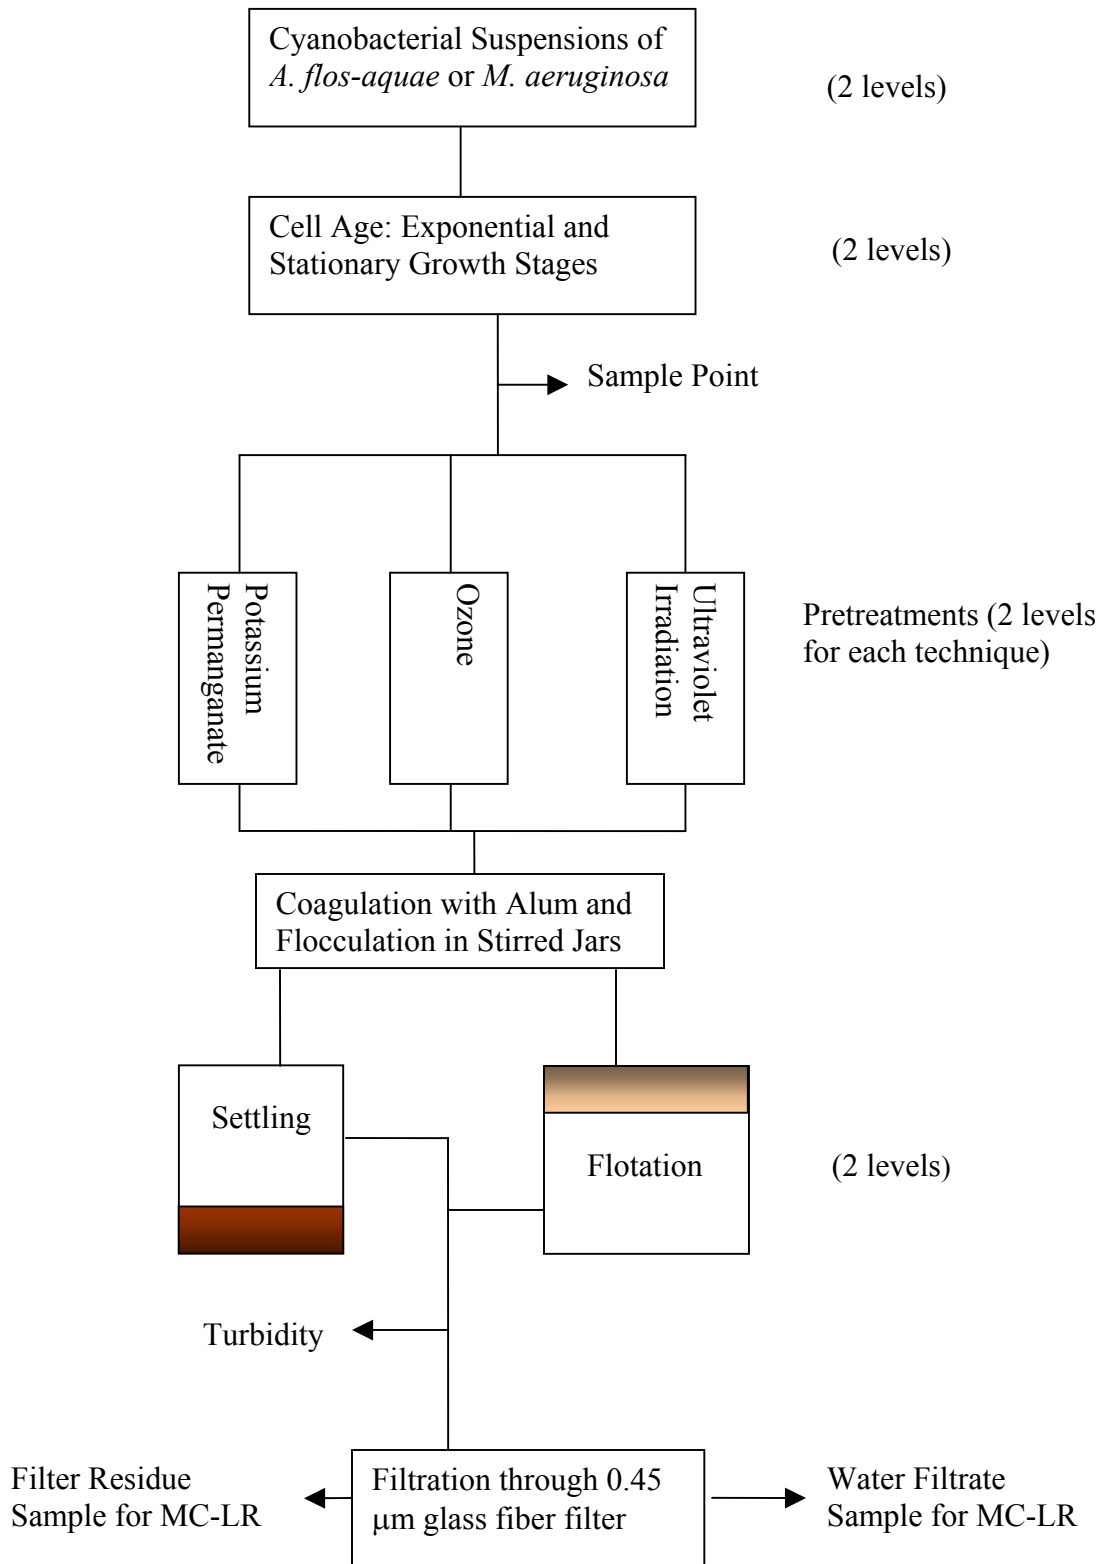 Cyanobacterial Suspensions of
A. flos-aquae or M. aeruginosa
(2 levels)
Cell Age: Exponential and
Stationary Growth Stages
(2 levels)
Sample Point
Potassium
Permanganate
Ozone
Ultraviolet
Irradiation
Pretreatments (2 levels
for each technique)
Coagulation with Alum and
Flocculation in Stirred Jars
Settling
Flotation
(2 levels)
Turbidity
Filter Residue
Sample for MC-LR
Filtration through 0.45
μm glass fiber filter
Water Filtrate
Sample for MC-LR